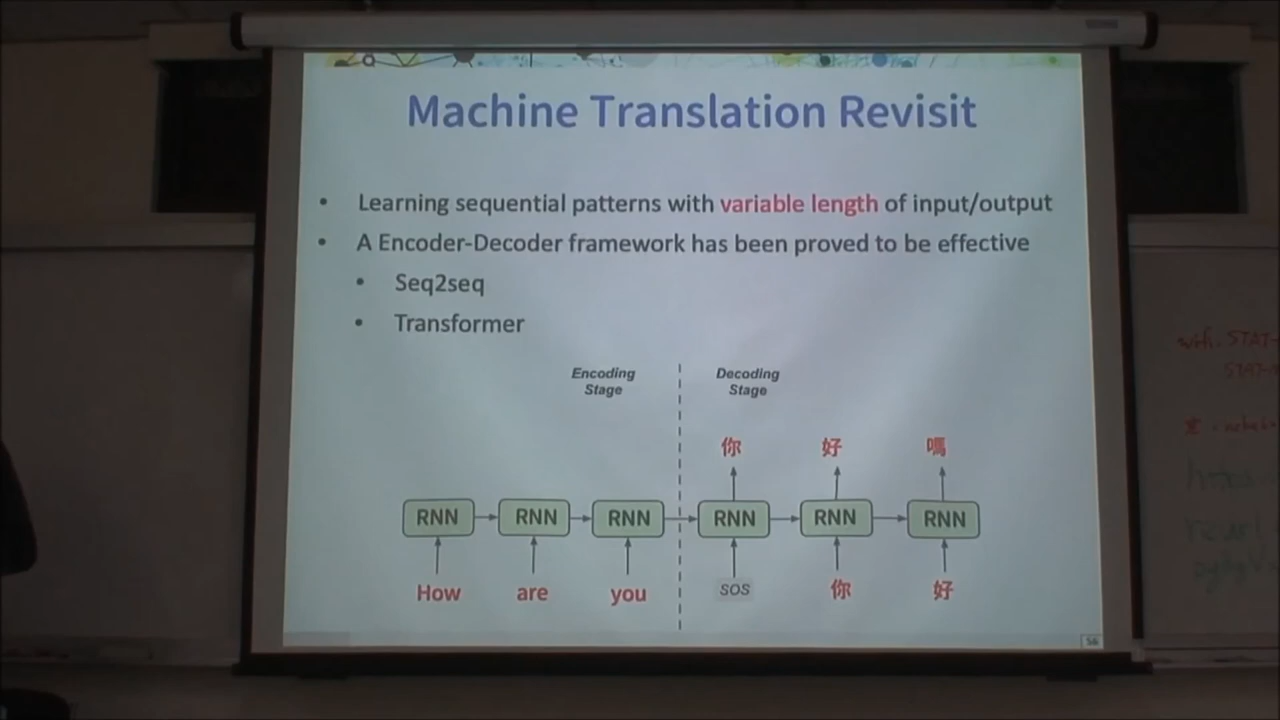 Machine Translation Revisit
• Learning sequential patterns with variable length of input/output
• A Encoder-Decoder framework has been proved to be effective
• Seq2seq
• Transformer
Encoding
Stage
Decoding
Stage
你 好 嗎
RNN RNN RNN RNN RNN RNN
How are you SOS 你 好
56